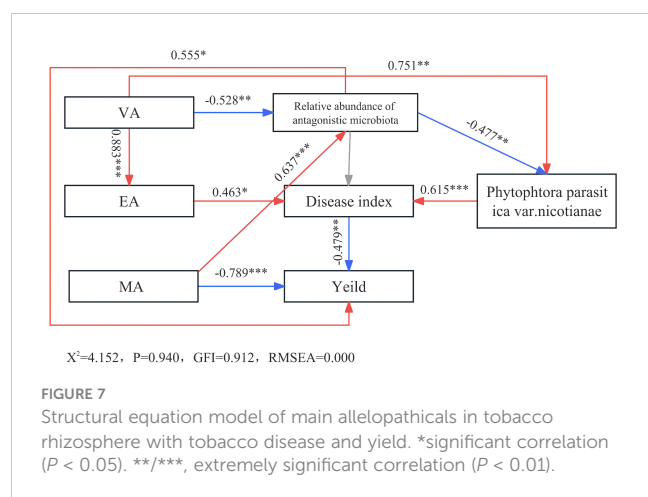 0.555*
0.751**
VA
-0.528**
Relative abundance of
antagonistic microbiota
-0.477**
0.883***
0.637***
EA
0.463*
Disease index
0.615***
Phytophtora parasit
ica var.nicotianae
-0.479**
MA
-0.789***
Yeild
X²=4.152, P=0.940, GFI=0.912, RMSEA=0.000
FIGURE 7
Structural equation model of main allelopathicals in tobacco
rhizosphere with tobacco disease and yield. *significant correlation
(P < 0.05). **/***, extremely significant correlation (P < 0.01).